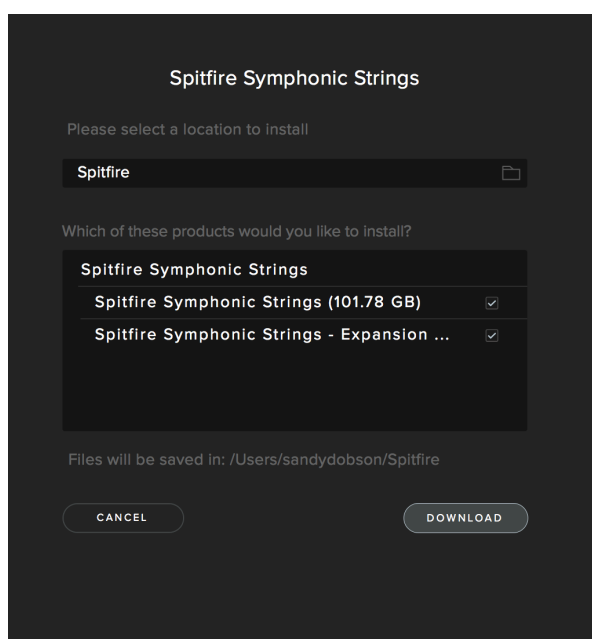 Spitfire Symphonic Strings
Please select a location to install
Spitfire
Which of these products would you like to install?
Spitfire Symphonic Strings
Spitfire Symphonic Strings (101.78 GB)
Spitfire Symphonic Strings - Expansion ...
Files will be saved in: /Users/sandydobson/Spitfire
CANCEL DOWNLOAD